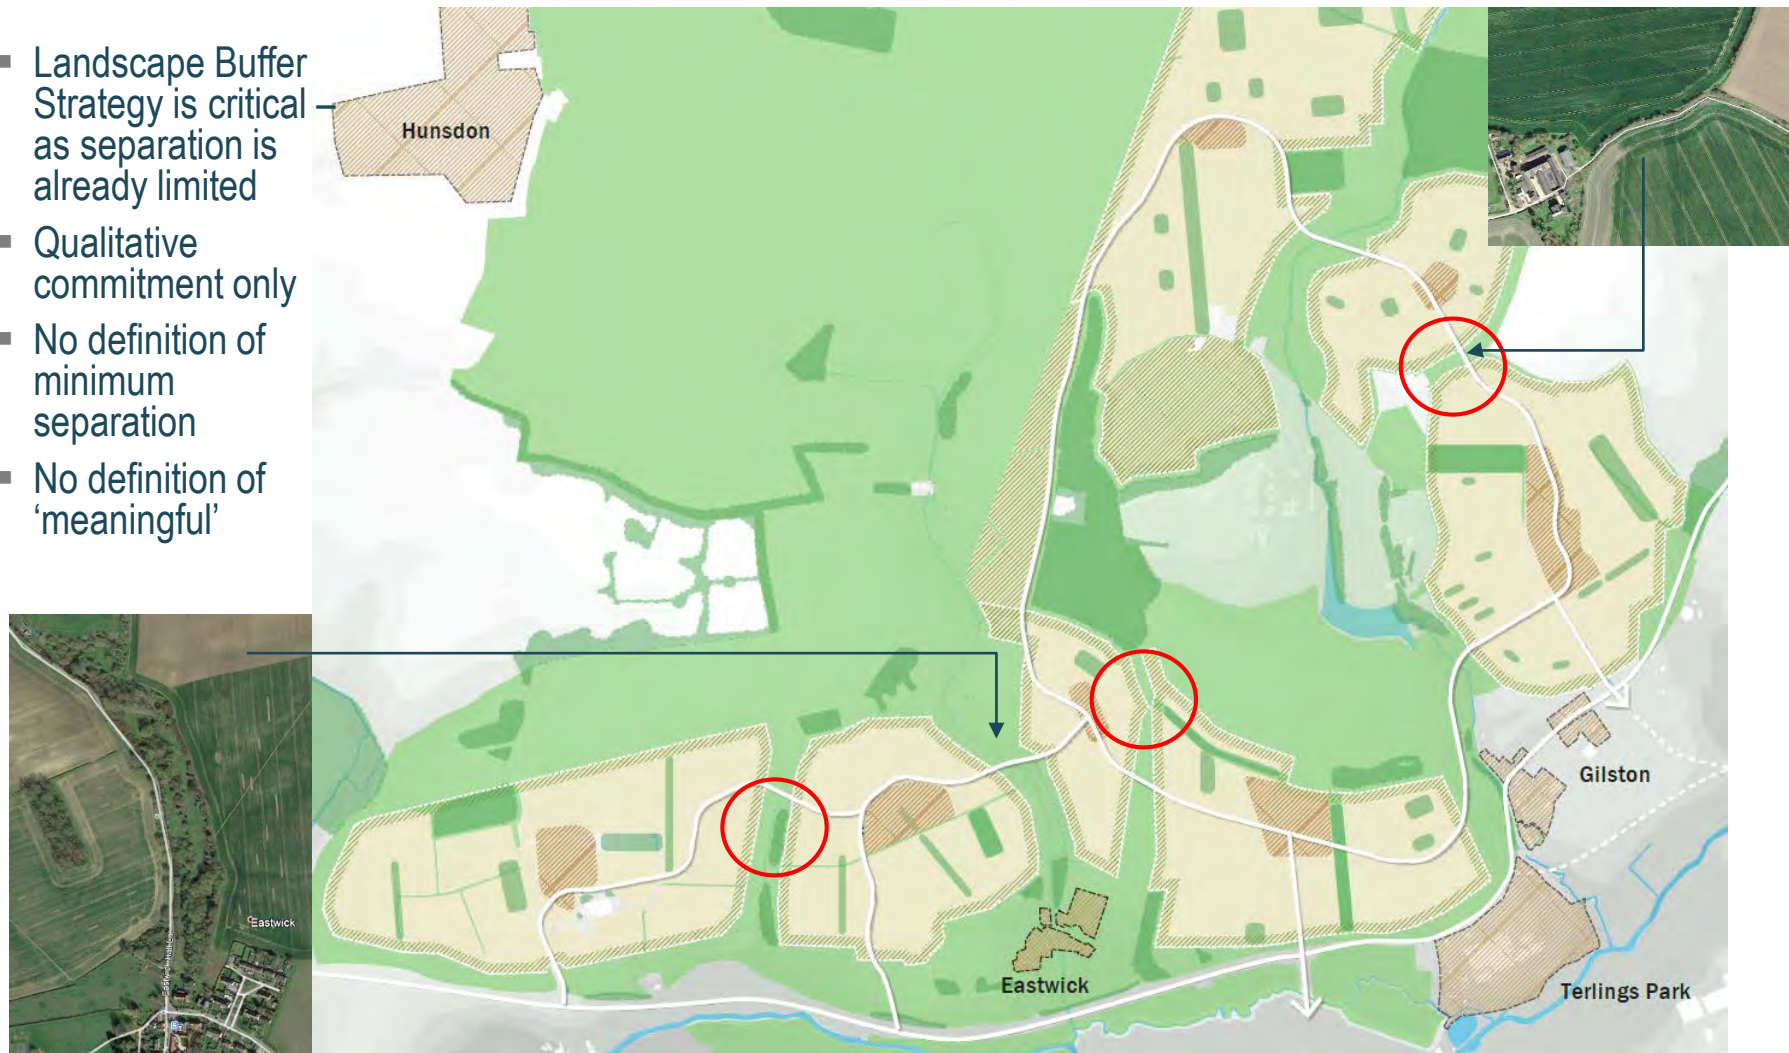 Landscape Buffer
Strategy is critical
as separation is
already limited
Qualitative
commitment only
No definition of
minimum
separation
No definition of
‘meaningful’
Hunsdon
Gilston
Eastwick
Terlings Park
Eastwick